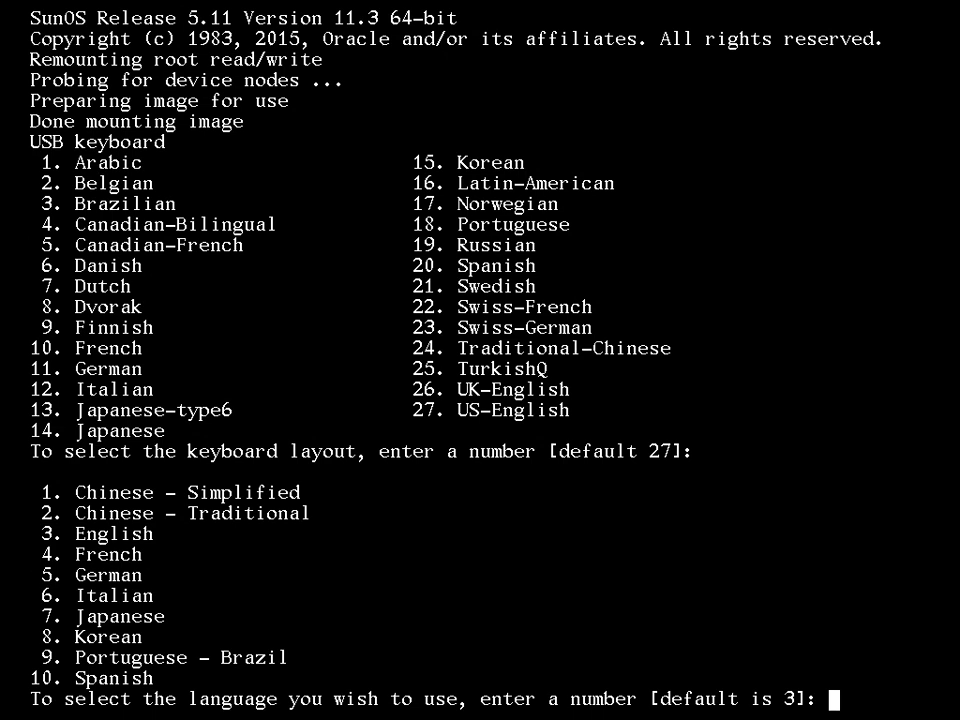 SunOS Release 5.11 Version 11.3 64-bit
Copyright (c) 1983, 2015, Oracle and/or its affiliates. All rights reserved.
Remounting root read/write
Probing for device nodes ...
Preparing image for use
Done mounting image
USB keyboard
1. Arabic 15. Korean
2. Belgian 16. Latin-American
3. Brazilian 17. Norwegian
4. Canadian-Bilingual 18. Portuguese
5. Canadian-French 19. Russian
6. Danish 20. Spanish
7. Dutch 21. Swedish
8. Dvorak 22. Swiss-French
9. Finnish 23. Swiss-German
10. French 24. Traditional-Chinese
11. German 25. TurkishQ
12. Italian 26. UK-English
13. Japanese-type6 27. US-English
14. Japanese
To select the keyboard layout, enter a number [default 27]:
1. Chinese - Simplified
2. Chinese - Traditional
3. English
4. French
5. German
6. Italian
7. Japanese
8. Korean
9. Portuguese - Brazil
10. Spanish
To select the language you wish to use, enter a number [default is 3]: